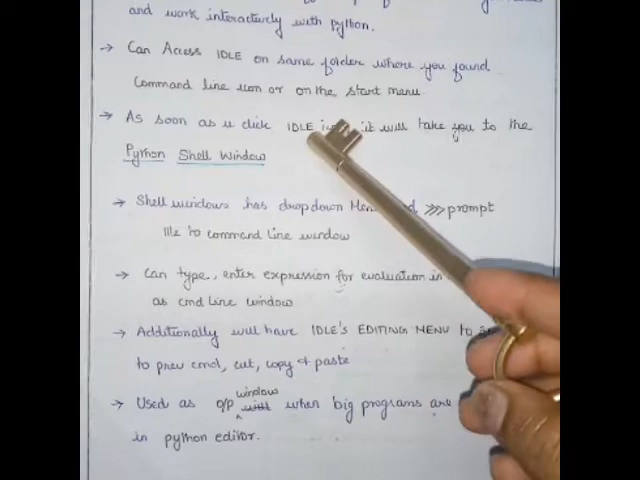 and work interactively with python.
→ Can Access IDLE on same folder where you found
Command line icon or on the start menu.
→ As soon as u click IDLE it will take you to the
Python Shell Window
→ Shell windows has dropdown >>> prompt
llle to command line window
→ Can type, enter expression for evaluation in
as cmd line window
→ Additionally will have IDLE's EDITING MENU to
to prev cmd, cut, copy & paste
→ Used as o/p window when big programs are
in python editor.